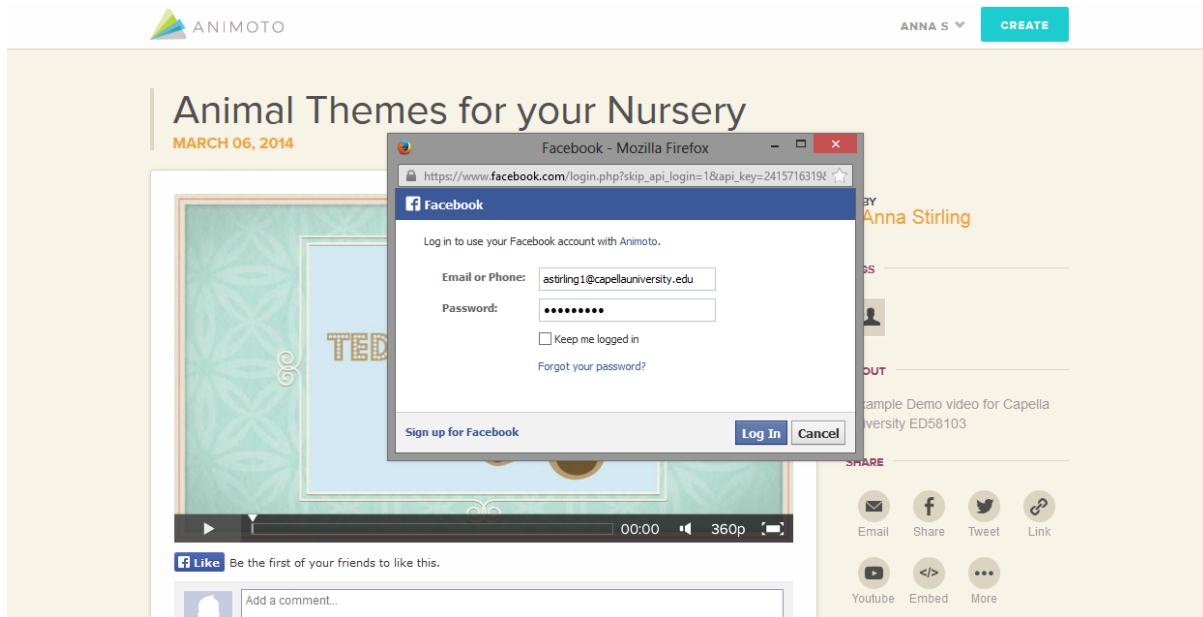 ANIMOTO
ANNA S
CREATE
Animal Themes for your Nursery
MARCH 06, 2014
Facebook - Mozilla Firefox
https://www.facebook.com/login.php?skip_api_login=1&api_key=2415716319
Facebook
Log in to use your Facebook account with Animoto.
Email or Phone: astirling1@capellauniversity.edu
Password:
Keep me logged in
Forgot your password?
Sign up for Facebook
Log In Cancel
TED
00:00 360p
Like Be the first of your friends to like this.
Add a comment...
BY
Anna Stirling
GS
OUT
ample Demo video for Capella
iversity ED58103
SHARE
Email Share Tweet Link
Youtube Embed More